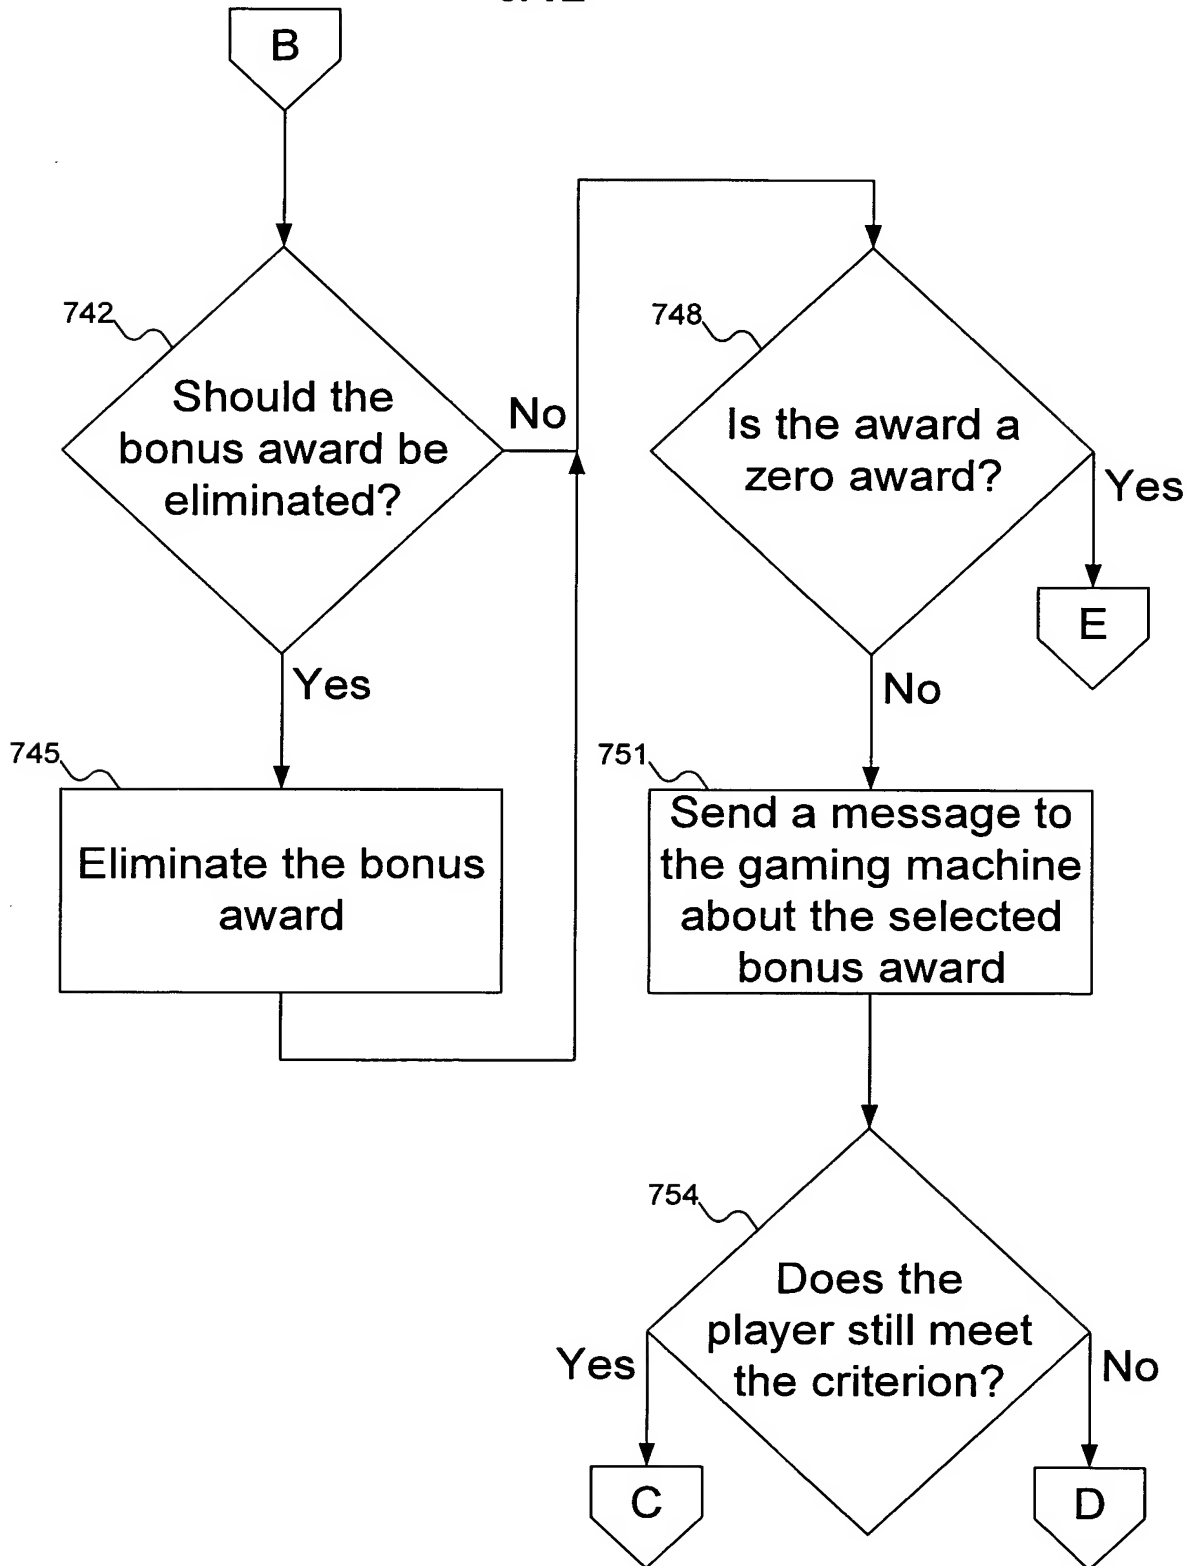 B
742
Should the
bonus award be
eliminated?
No
Yes
745
Eliminate the bonus
award
748
Is the award a
zero award?
Yes
E
No
751
Send a message to
the gaming machine
about the selected
bonus award
754
Does the
player still meet
the criterion?
Yes
No
C
D